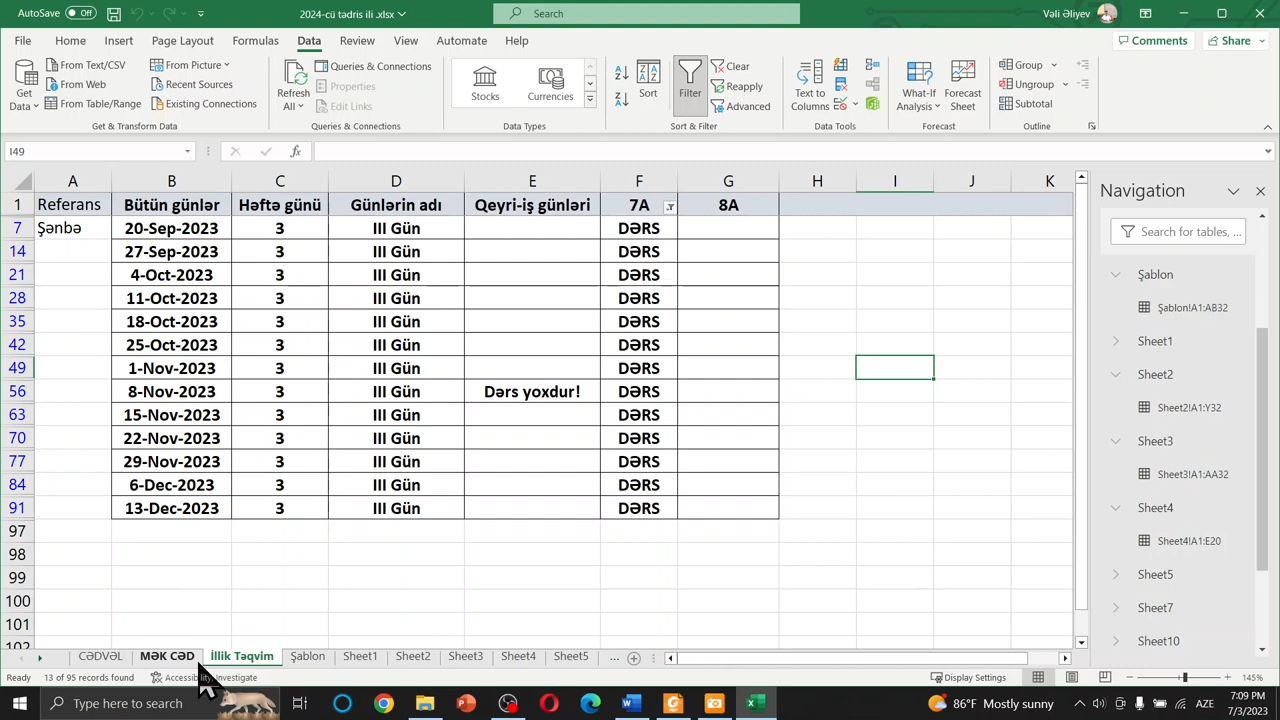 AutoSave Off 2024-cü tədris ili.xlsx Search Vəli Əliyev
File Home Insert Page Layout Formulas Data Review View Automate Help Comments Share
Get Data From Text/CSV From Picture
From Web Recent Sources
From Table/Range Existing Connections
Get & Transform Data
Refresh All Queries & Connections
Properties
Edit Links
Queries & Connections
Stocks Currencies
Data Types
Sort Filter Clear
Reapply
Advanced
Sort & Filter
Text to Columns
Data Tools
What-If Analysis Forecast Sheet
Forecast
Group
Ungroup
Subtotal
Outline
I49 fx
A B C D E F G H I J K
1 Referans Bütün günlər Həftə günü Günlərin adı Qeyri-iş günləri 7A 8A
7 Şənbə 20-Sep-2023 3 III Gün DƏRS
14 27-Sep-2023 3 III Gün DƏRS
21 4-Oct-2023 3 III Gün DƏRS
28 11-Oct-2023 3 III Gün DƏRS
35 18-Oct-2023 3 III Gün DƏRS
42 25-Oct-2023 3 III Gün DƏRS
49 1-Nov-2023 3 III Gün DƏRS
56 8-Nov-2023 3 III Gün Dərs yoxdur! DƏRS
63 15-Nov-2023 3 III Gün DƏRS
70 22-Nov-2023 3 III Gün DƏRS
77 29-Nov-2023 3 III Gün DƏRS
84 6-Dec-2023 3 III Gün DƏRS
91 13-Dec-2023 3 III Gün DƏRS
97
98
99
100
101
102
Navigation
Search for tables, ...
Şablon
Şablon!A1:AB32
Sheet1
Sheet2
Sheet2!A1:Y32
Sheet3
Sheet3!A1:AA32
Sheet4
Sheet4!A1:E20
Sheet5
Sheet7
Sheet10
CƏDVƏL MƏK CƏD İllik Təqvim Şablon Sheet1 Sheet2 Sheet3 Sheet4 Sheet5 ...
Ready 13 of 95 records found Accessibility: Investigate Display Settings 145%
Type here to search 86°F Mostly sunny AZE 7:09 PM
7/3/2023